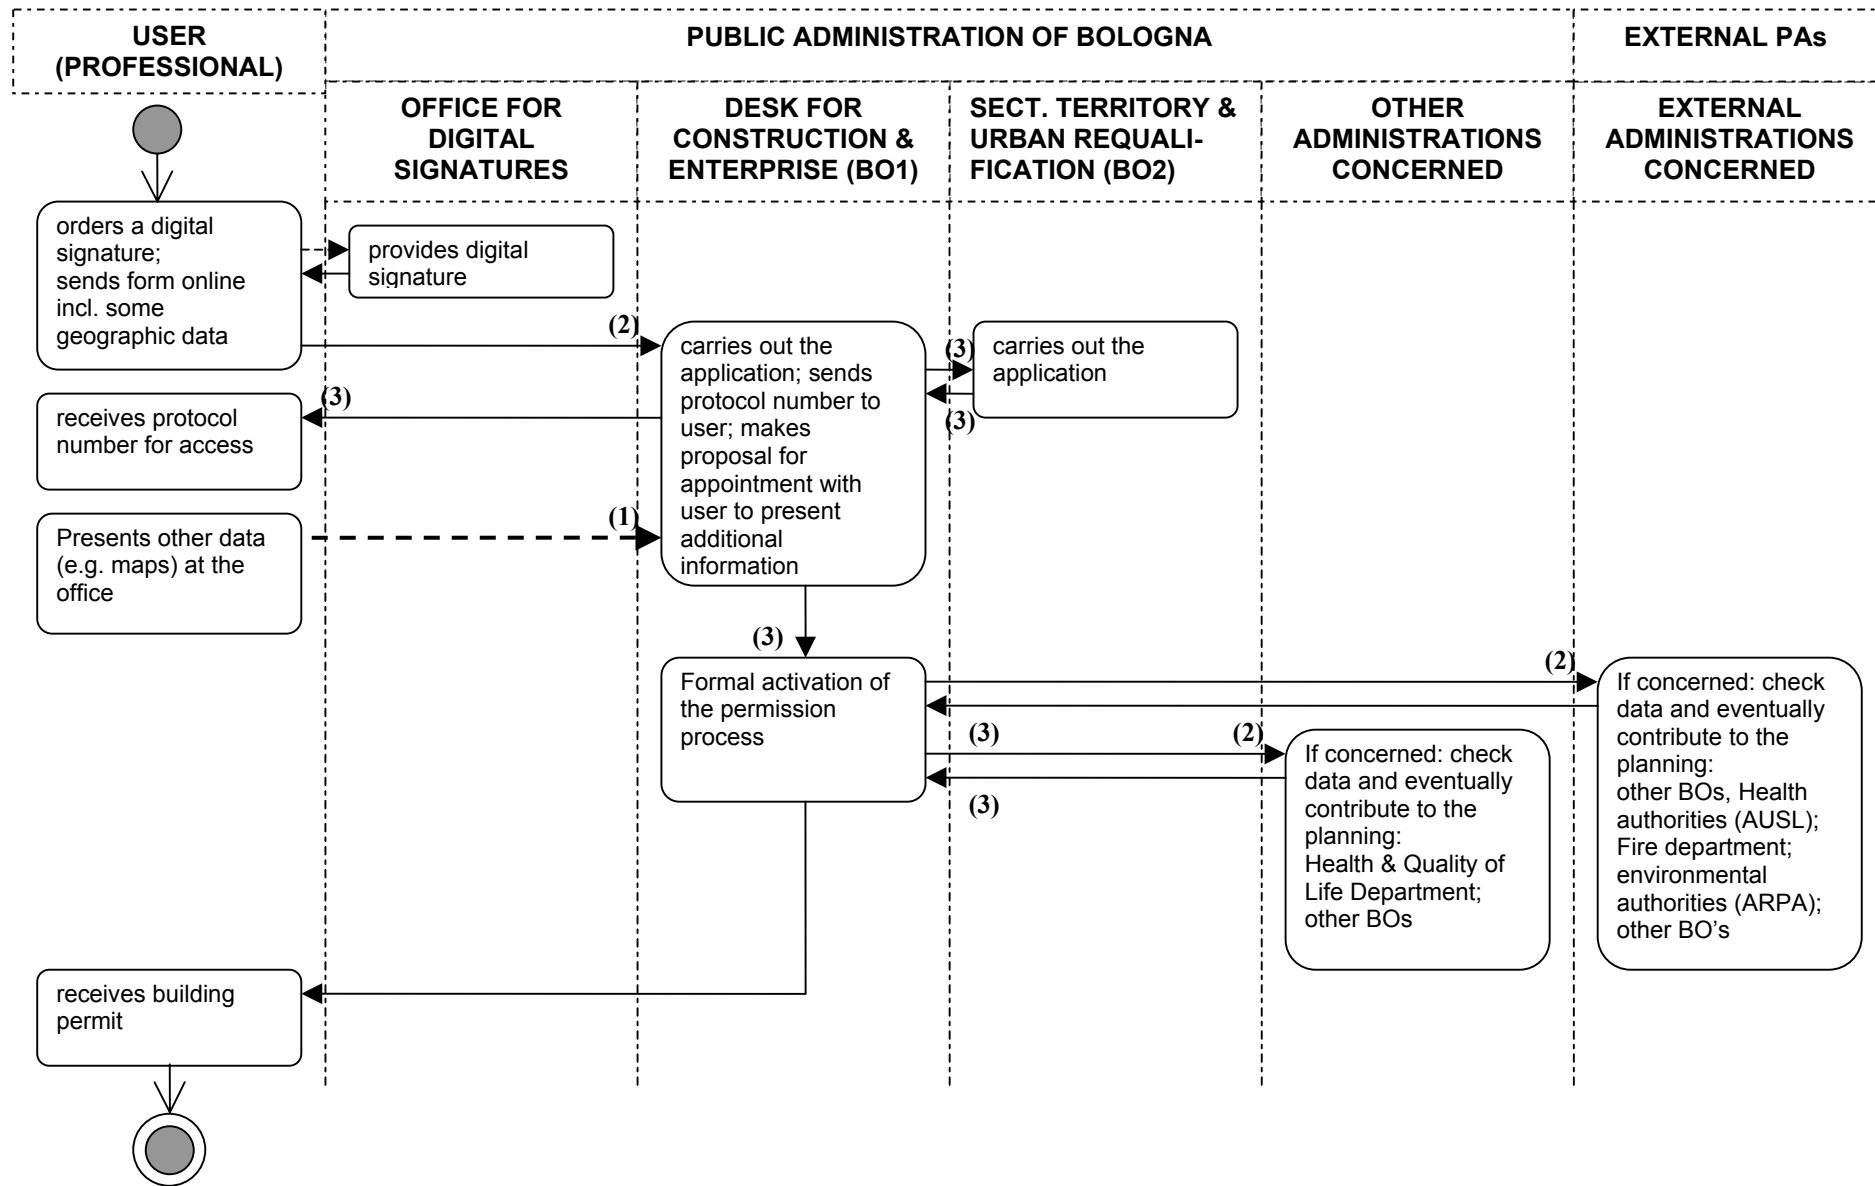 USER
(PROFESSIONAL)
PUBLIC ADMINISTRATION OF BOLOGNA
EXTERNAL PAs
OFFICE FOR
DIGITAL
SIGNATURES
DESK FOR
CONSTRUCTION &
ENTERPRISE (BO1)
SECT. TERRITORY &
URBAN REQUALI-
FICATION (BO2)
OTHER
ADMINISTRATIONS
CONCERNED
EXTERNAL
ADMINISTRATIONS
CONCERNED
orders a digital
signature;
sends form online
incl. some
geographic data
provides digital
signature
(2)
carries out the
application; sends
protocol number to
user; makes
proposal for
appointment with
user to present
additional
information
(3)
(3)
carries out the
application
(3)
receives protocol
number for access
(1)
Presents other data
(e.g. maps) at the
office
(3)
Formal activation of
the permission
process
(2)
(3)
(2)
(3)
If concerned: check
data and eventually
contribute to the
planning:
Health & Quality of
Life Department;
other BOs
If concerned: check
data and eventually
contribute to the
planning:
other BOs, Health
authorities (AUSL);
Fire department;
environmental
authorities (ARPA);
other BO’s
receives building
permit